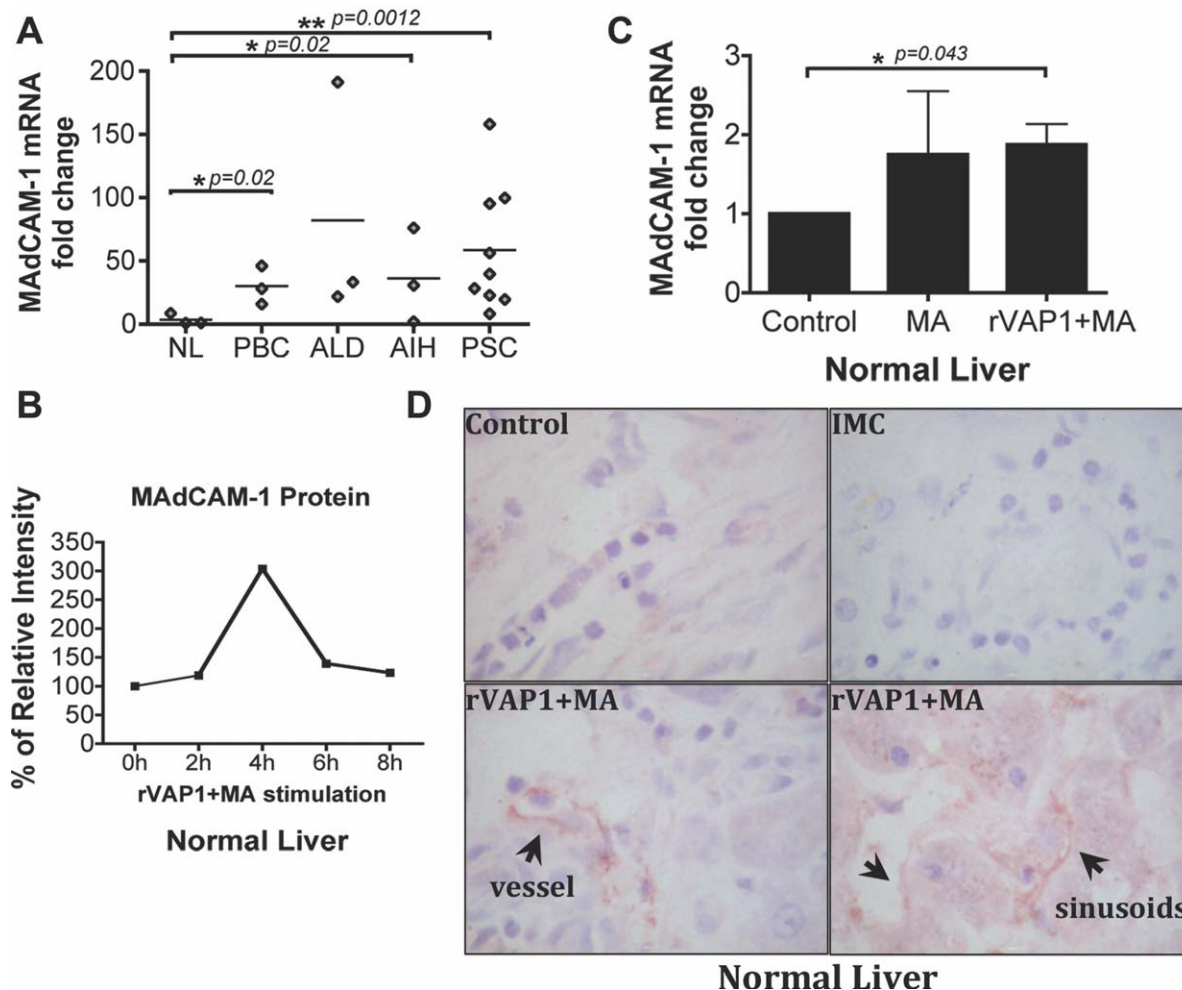 A
** p=0.0012
* p=0.02
MAdCAM-1 mRNA
fold change
200
150
100
50
0
* p=0.02
NL PBC ALD AIH PSC
B
MAdCAM-1 Protein
% of Relative Intensity
350
300
250
200
150
100
50
0
0h 2h 4h 6h 8h
rVAP1+MA stimulation
Normal Liver
C
* p=0.043
MAdCAM-1 mRNA
fold change
3
2
1
0
Control MA rVAP1+MA
Normal Liver
D
Control
IMC
rVAP1+MA
vessel
rVAP1+MA
sinusoids
Normal Liver